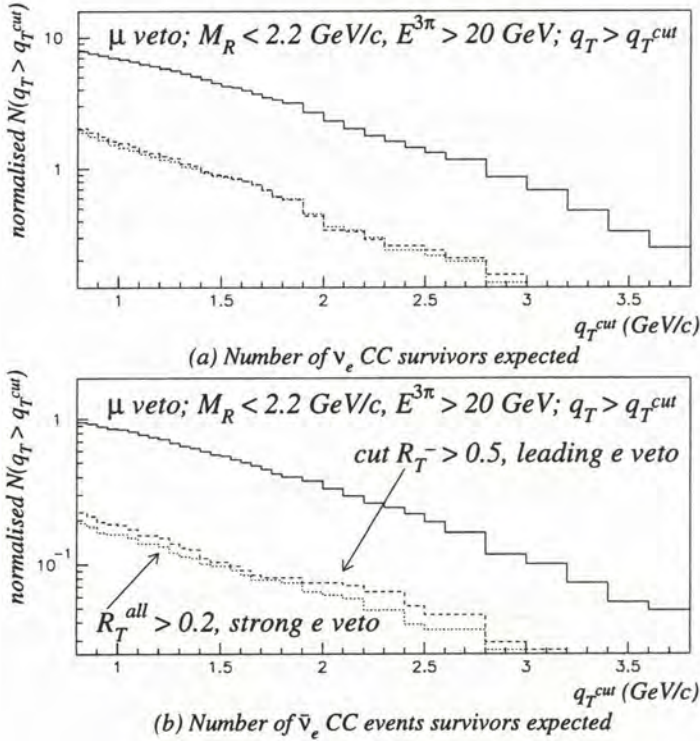 normalised N(q_T > q_T^cut)
μ veto; M_R < 2.2 GeV/c, E^3π > 20 GeV; q_T > q_T^cut
10
1
1 1.5 2 2.5 3 3.5
q_T^cut (GeV/c)
(a) Number of ν_e CC survivors expected
normalised N(q_T > q_T^cut)
μ veto; M_R < 2.2 GeV/c, E^3π > 20 GeV; q_T > q_T^cut
1
cut R_T^- > 0.5, leading e veto
10^-1
R_T^all > 0.2, strong e veto
1 1.5 2 2.5 3 3.5
q_T^cut (GeV/c)
(b) Number of ν̄_e CC events survivors expected